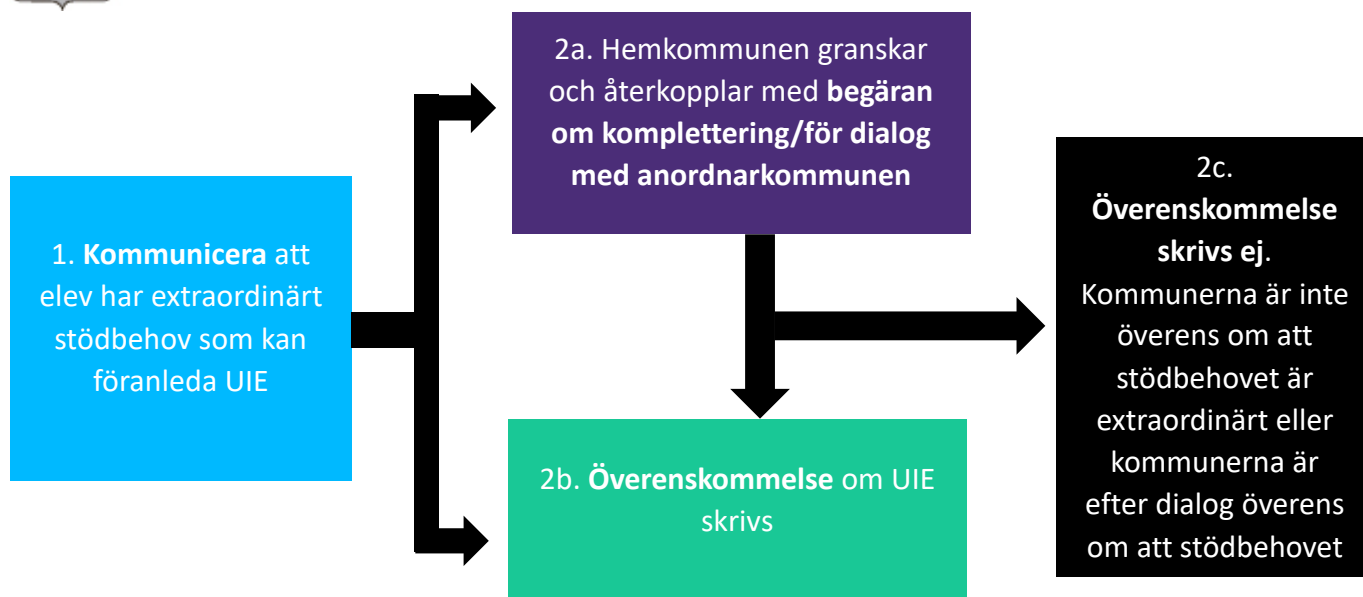 1. Kommunicera att
elev har extraordinärt
stödbehov som kan
föranleda UIE
2a. Hemkommunen granskar
och återkopplar med begäran
om komplettering/för dialog
med anordnarkommunen
2b. Överenskommelse om UIE
skrivs
2c.
Överenskommelse
skrivs ej.
Kommunerna är inte
överens om att
stödbehovet är
extraordinärt eller
kommunerna är
efter dialog överens
om att stödbehovet